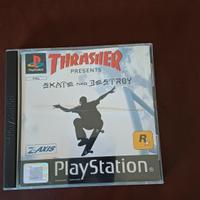 THRASHER
PRESENTS
SKATE AND DESTROY
Z-AXIS
R
PlayStation